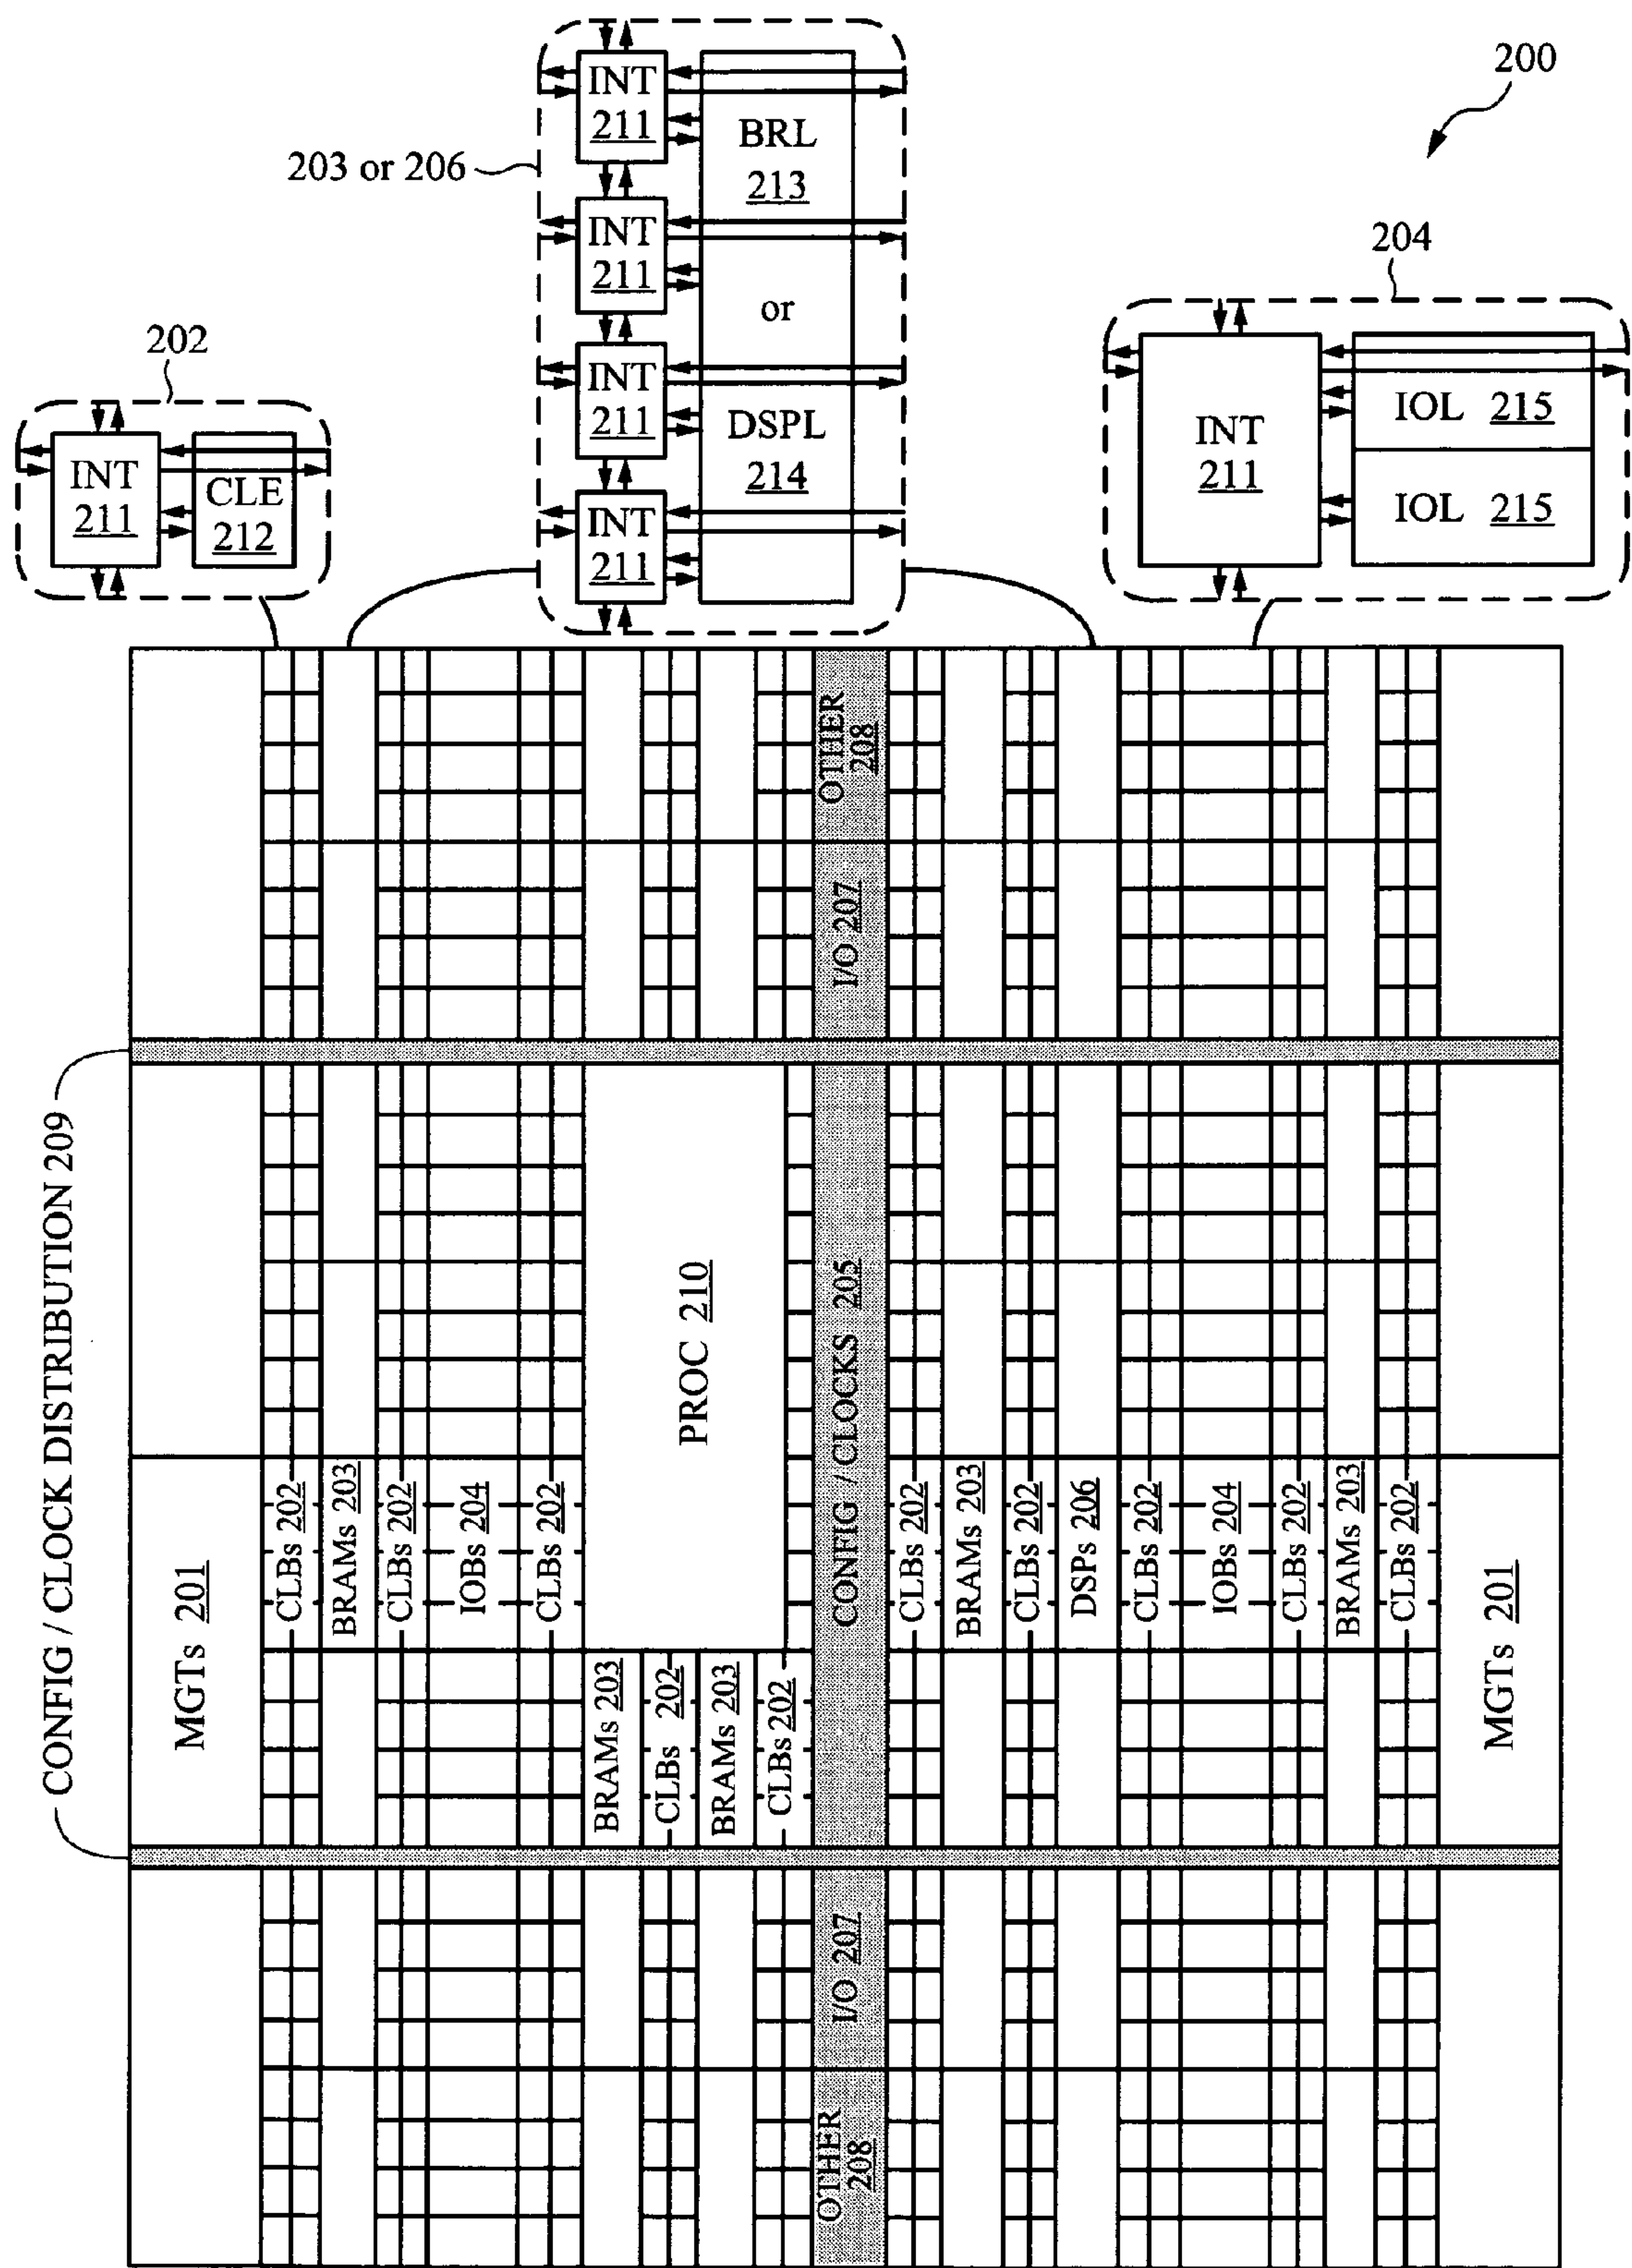 200
203 or 206
INT
211
INT
211
INT
211
INT
211
BRL
213
or
DSPL
214
204
INT
211
IOL 215
IOL 215
202
INT
211
CLE
212
OTHER
208
I/O 207
CONFIG / CLOCK DISTRIBUTION 209
PROC 210
CONFIG / CLOCKS 205
MGTs 201
CLBs 202
BRAMs 203
CLBs 202
IOBs 204
CLBs 202
BRAMs 203
CLBs 202
BRAMs 203
CLBs 202
CLBs 202
BRAMs 203
CLBs 202
DSPs 206
CLBs 202
IOBs 204
CLBs 202
BRAMs 203
CLBs 202
MGTs 201
I/O 207
OTHER
208